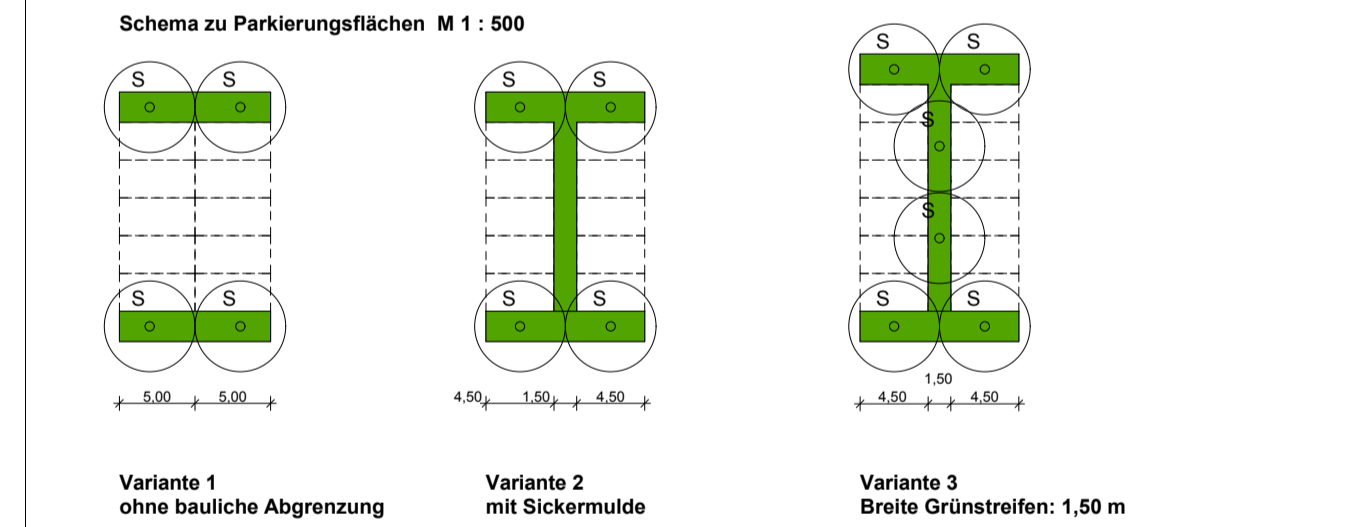 Schema zu Parkierungsflächen M 1 : 500
S S
S S
5,00 5,00
Variante 1
ohne bauliche Abgrenzung
S S
S S
4,50 1,50 4,50
Variante 2
mit Sickermulde
S S
S
S
S S
1,50
4,50 4,50
Variante 3
Breite Grünstreifen: 1,50 m